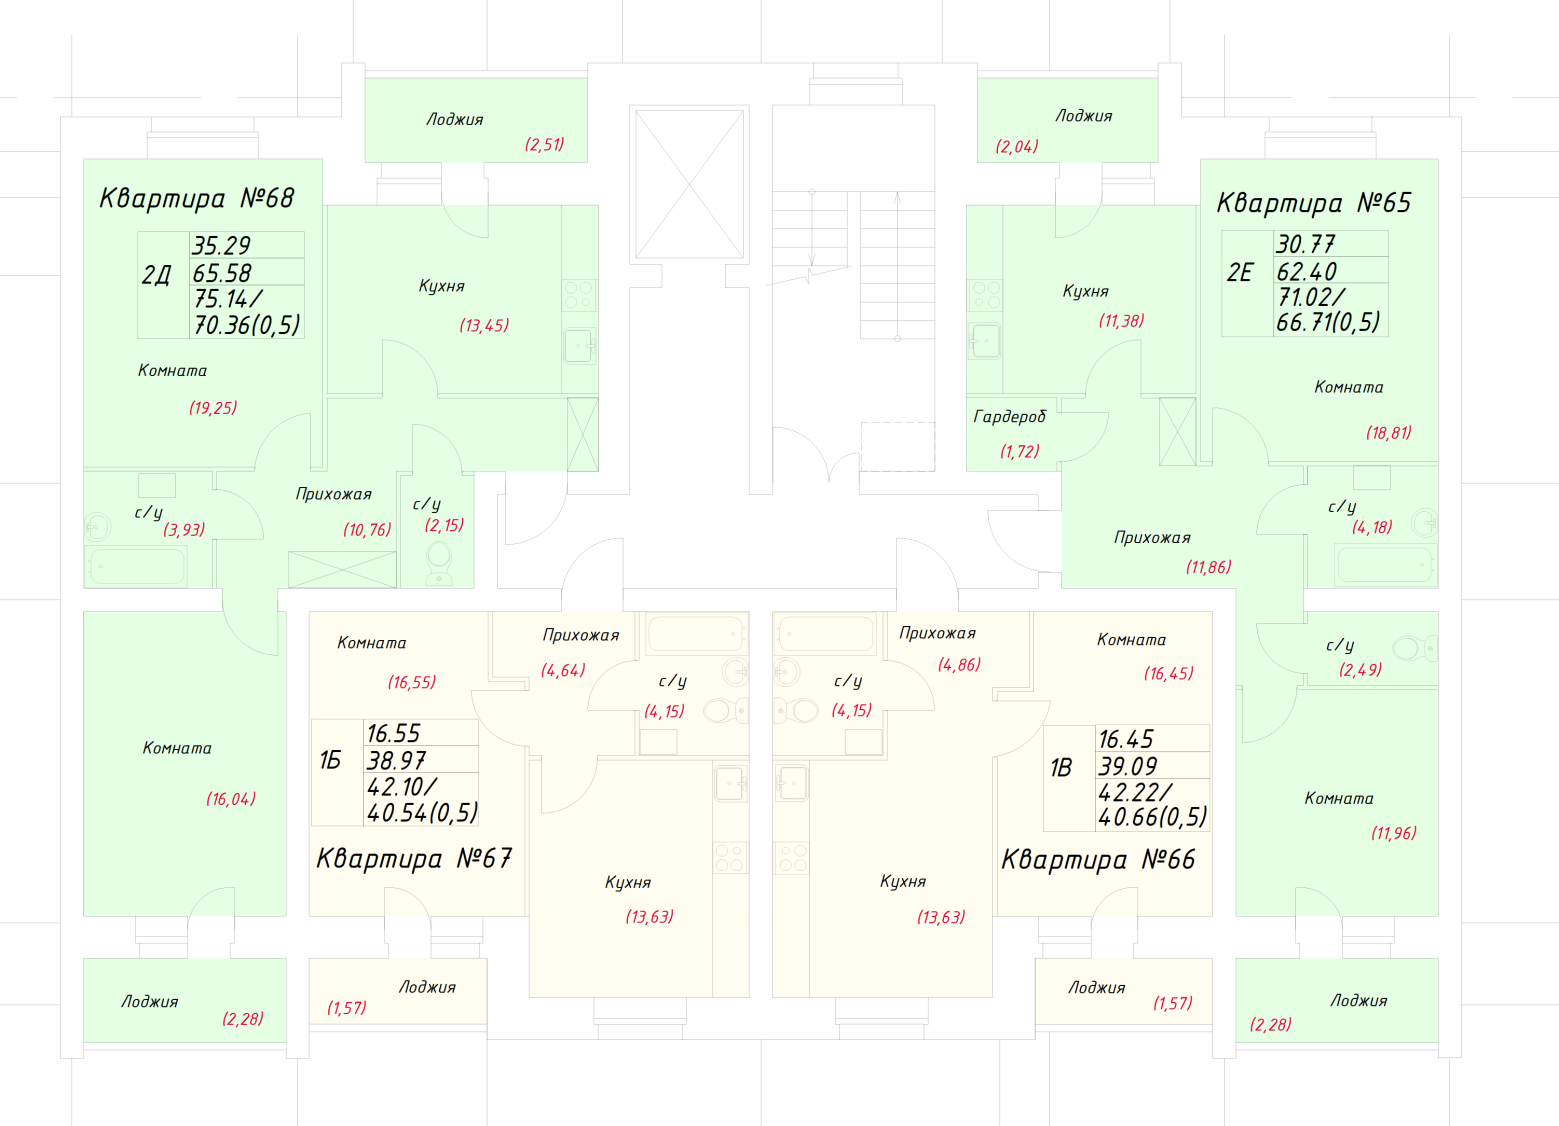 Лоджия
(2,51)
Лоджия
(2,04)
Квартира №68
2Д
35.29
65.58
75.14/
70.36(0,5)
Комната
(19,25)
Кухня
(13,45)
Кухня
(11,38)
Квартира №65
2Е
30.77
62.40
71.02/
66.71(0,5)
Комната
(18,81)
Гардероб
(1,72)
с/у
(3,93)
Прихожая
(10,76)
с/у
(2,15)
Прихожая
(11,86)
с/у
(4,18)
Комната
(16,04)
Комната
(16,55)
Прихожая
(4,64)
с/у
(4,15)
1Б
16.55
38.97
42.10/
40.54(0,5)
Квартира №67
Кухня
(13,63)
с/у
(4,15)
Прихожая
(4,86)
Комната
(16,45)
1В
16.45
39.09
42.22/
40.66(0,5)
Квартира №66
Кухня
(13,63)
с/у
(2,49)
Комната
(11,96)
Лоджия
(2,28)
Лоджия
(1,57)
Лоджия
(1,57)
Лоджия
(2,28)